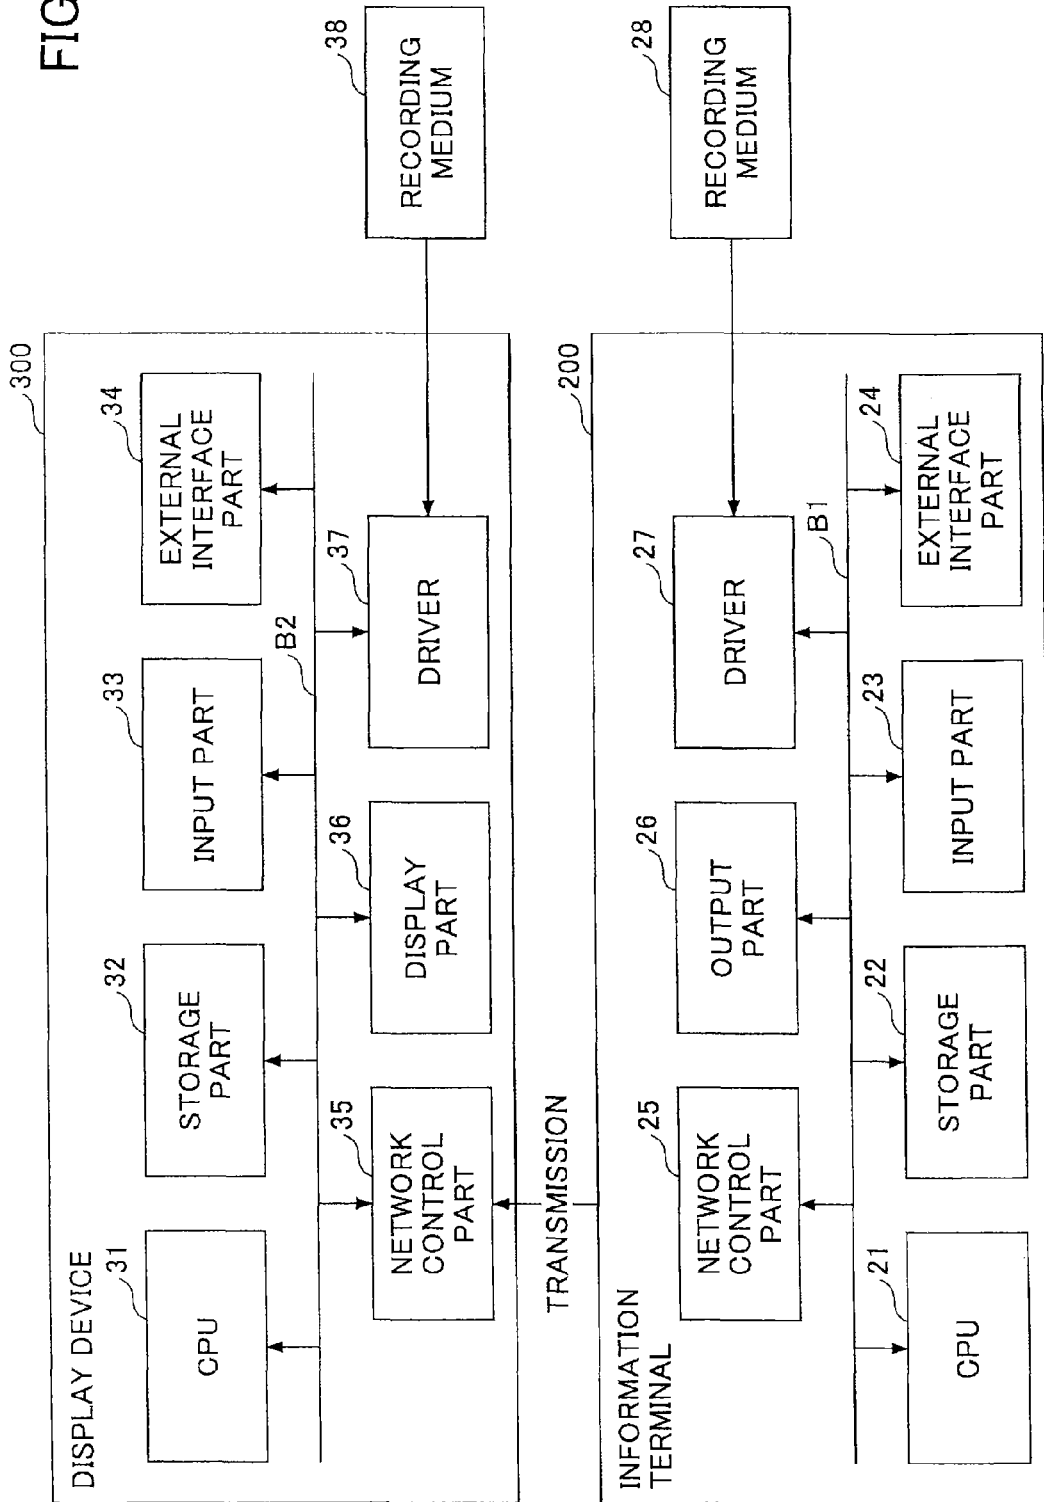 FIG
DISPLAY DEVICE
300
31
CPU
32
STORAGE
PART
33
INPUT PART
34
EXTERNAL
INTERFACE
PART
B2
35
NETWORK
CONTROL
PART
36
DISPLAY
PART
37
DRIVER
38
RECORDING
MEDIUM
TRANSMISSION
INFORMATION
TERMINAL
200
25
NETWORK
CONTROL
PART
26
OUTPUT
PART
27
DRIVER
28
RECORDING
MEDIUM
B1
21
CPU
22
STORAGE
PART
23
INPUT PART
24
EXTERNAL
INTERFACE
PART